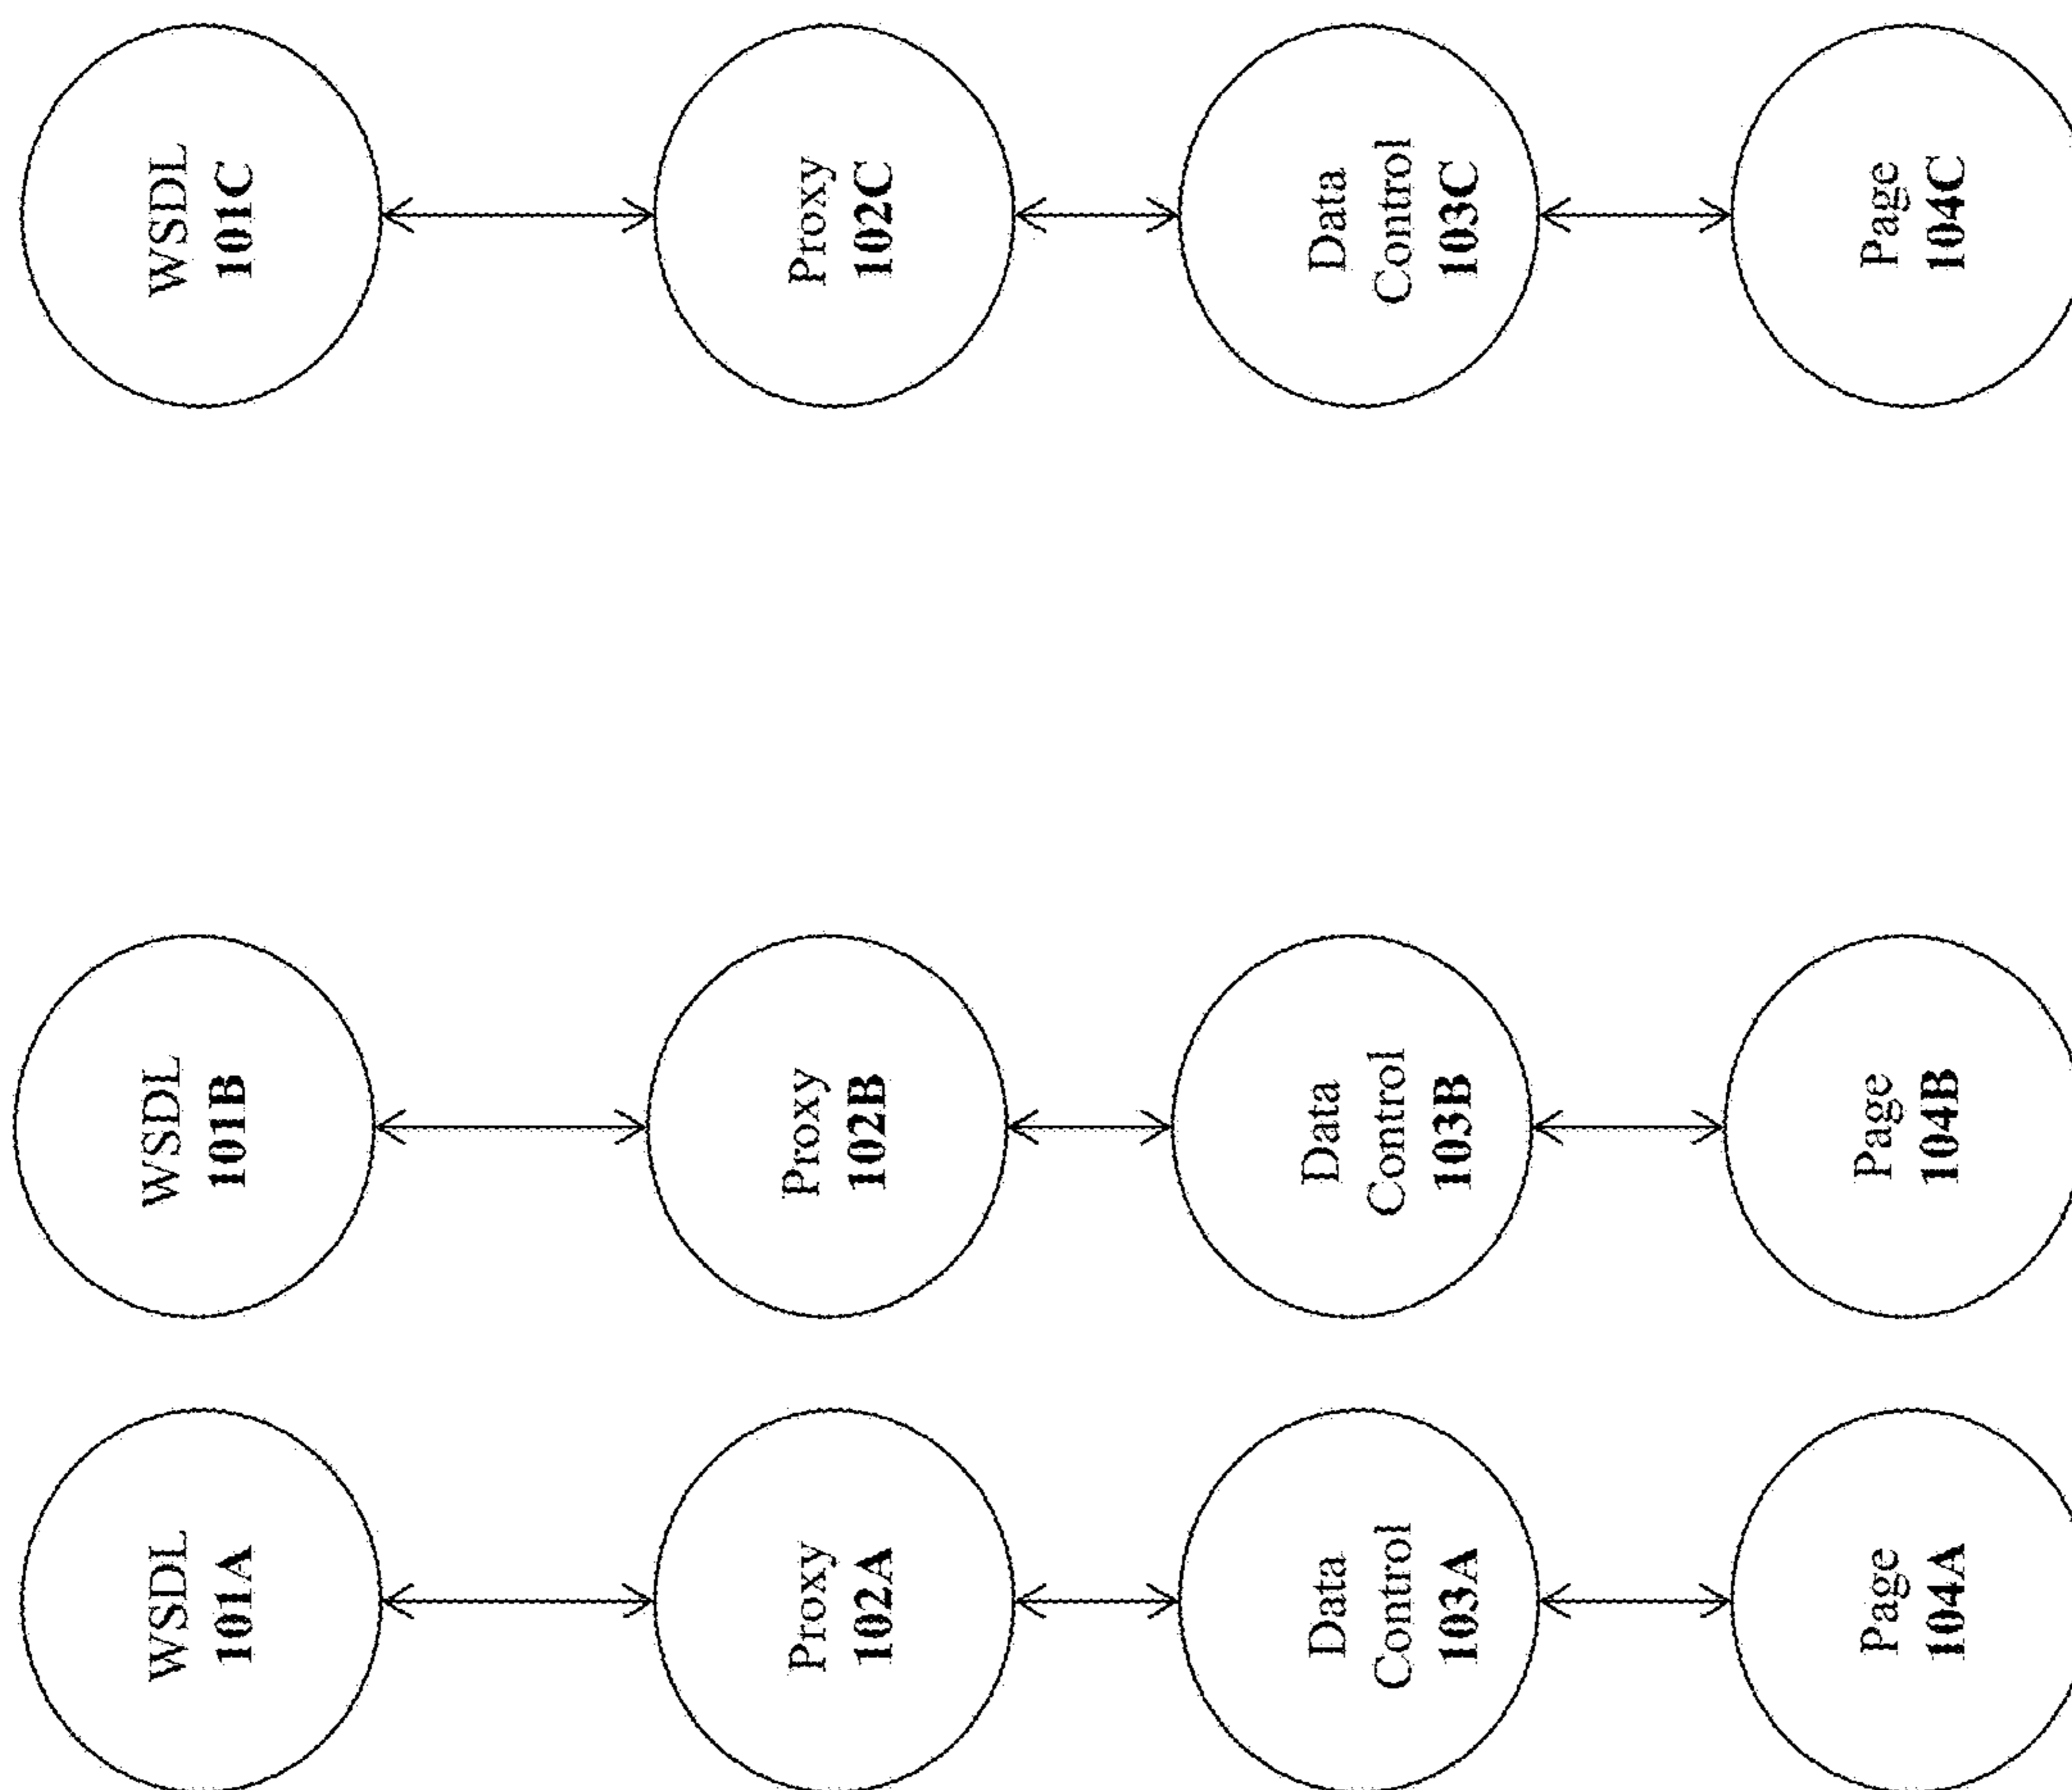 WSDL
101A
WSDL
101B
WSDL
101C
Proxy
102A
Proxy
102B
Proxy
102C
Data
Control
103A
Data
Control
103B
Data
Control
103C
Page
104A
Page
104B
Page
104C